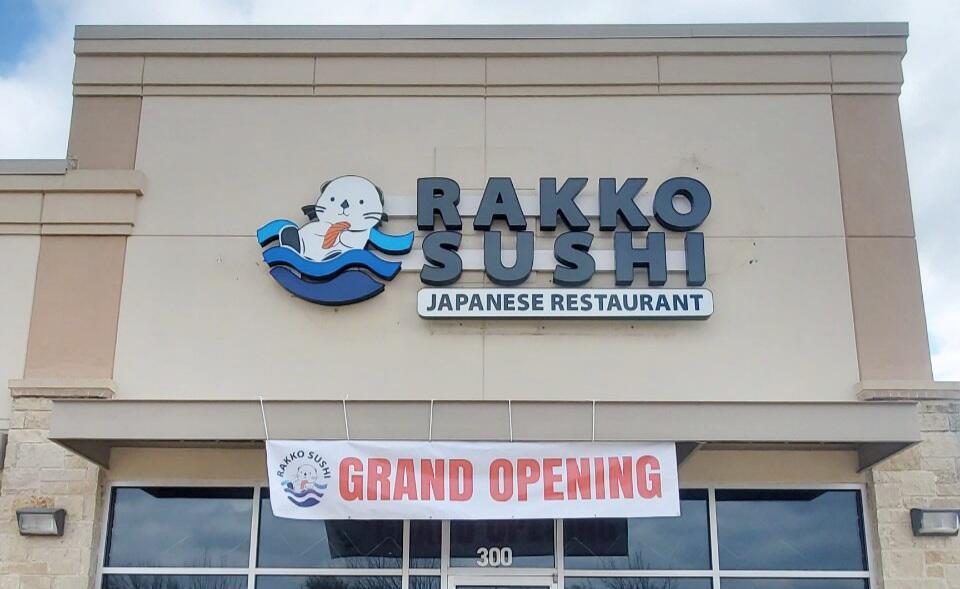 RAKKO
SUSHI
JAPANESE RESTAURANT
RAKKO SUSHI
GRAND OPENING
300